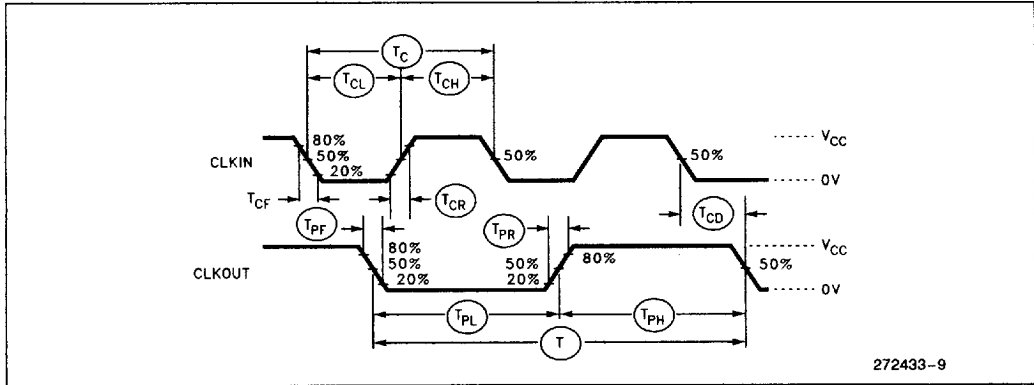 T_C
T_CL T_CH
80% V_CC
CLKIN 50% 50% 50%
20% 0V
T_CF T_CR T_CD
T_PF T_PR
80% 80% V_CC
CLKOUT 50% 50% 50%
20% 20% 0V
T_PL T_PH
T
272433-9